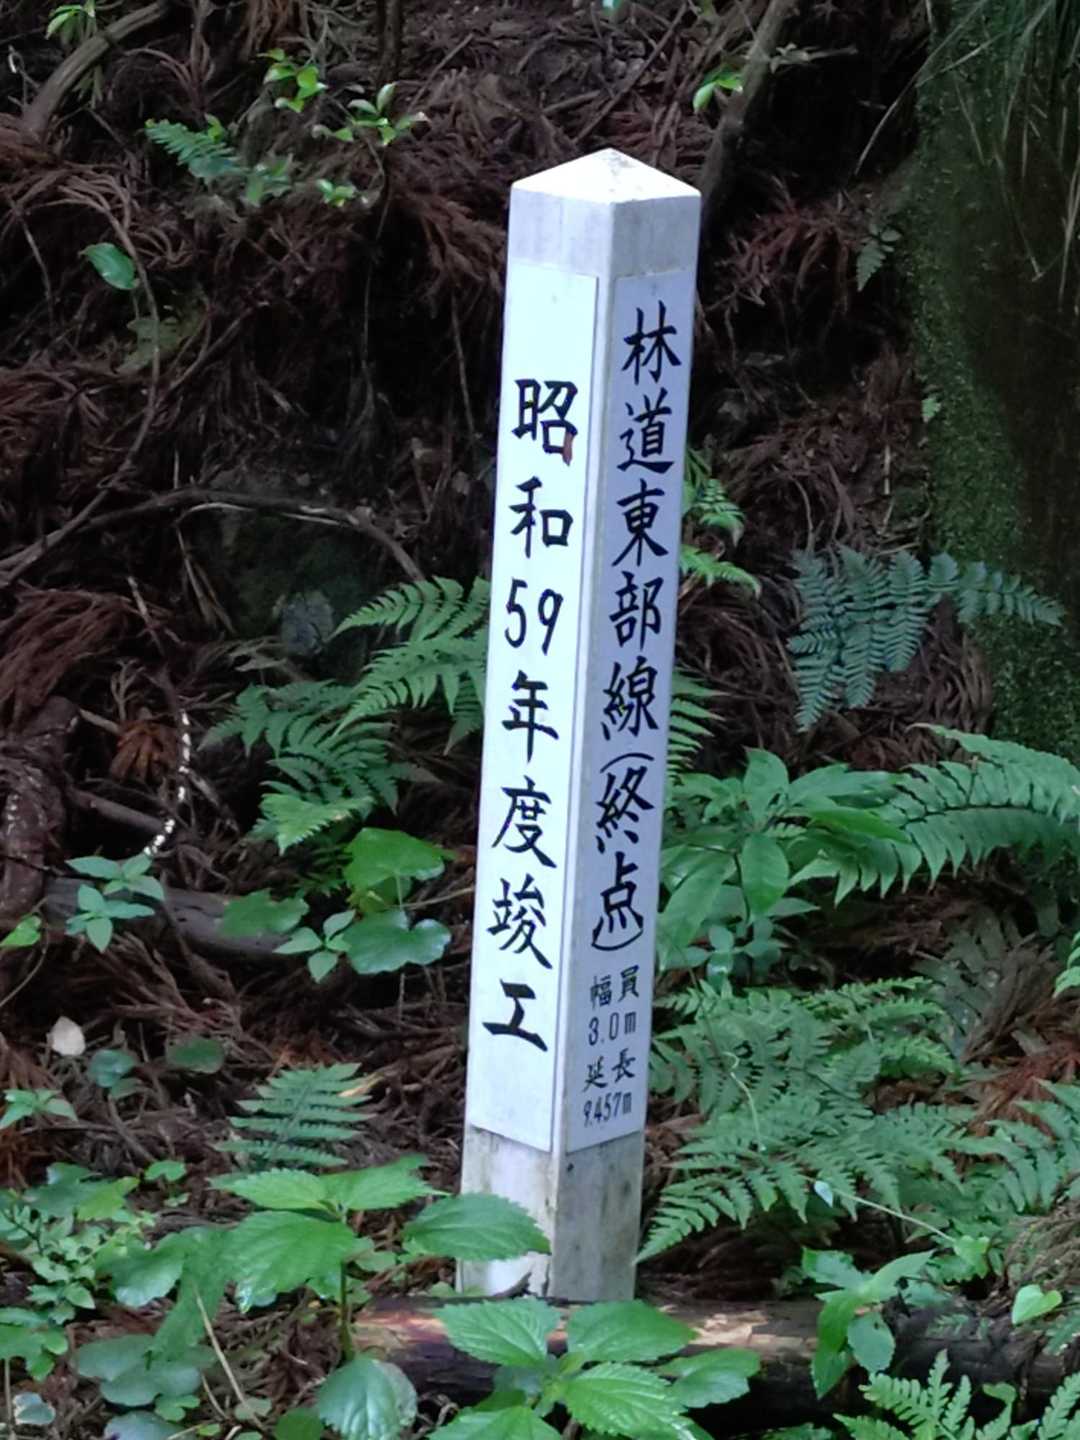 林道東部線(終点)
幅員
3.0m
延長
9.457m
昭和59年度竣工